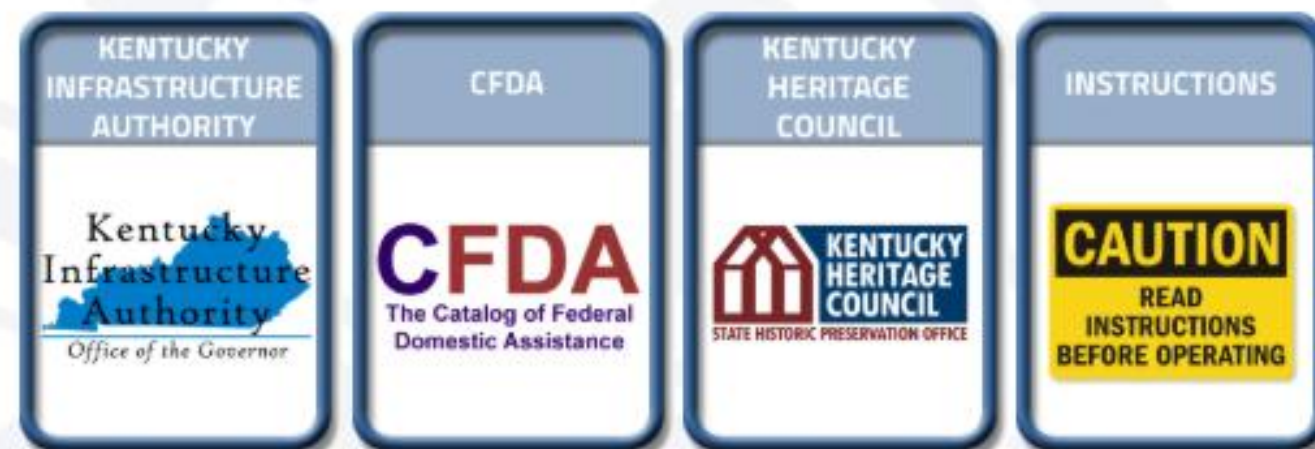 KENTUCKY
INFRASTRUCTURE
AUTHORITY
Kentucky
Infrastructure
Authority
Office of the Governor
CFDA
CFDA
The Catalog of Federal
Domestic Assistance
KENTUCKY
HERITAGE
COUNCIL
KENTUCKY
HERITAGE
COUNCIL
STATE HISTORIC PRESERVATION OFFICE
INSTRUCTIONS
CAUTION
READ
INSTRUCTIONS
BEFORE OPERATING